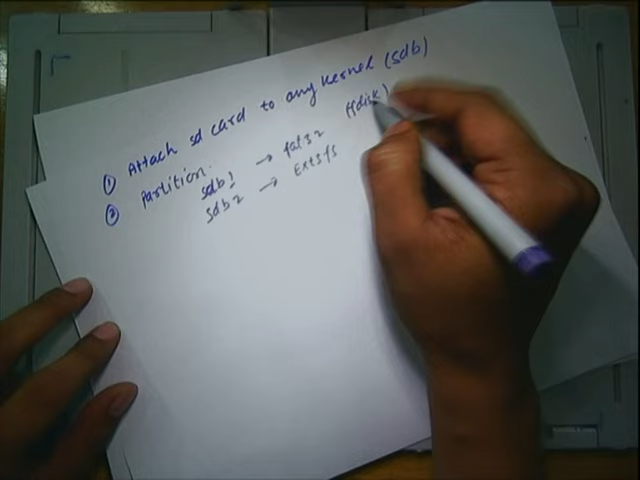 ① Attach sd card to any kernel (sdb)
② Partition.
sdb1 → fat32 (fdisk)
sdb2 → Ext3fs